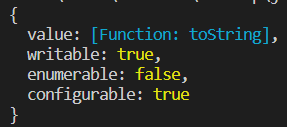 {
  value: [Function: toString],
  writable: true,
  enumerable: false,
  configurable: true
}